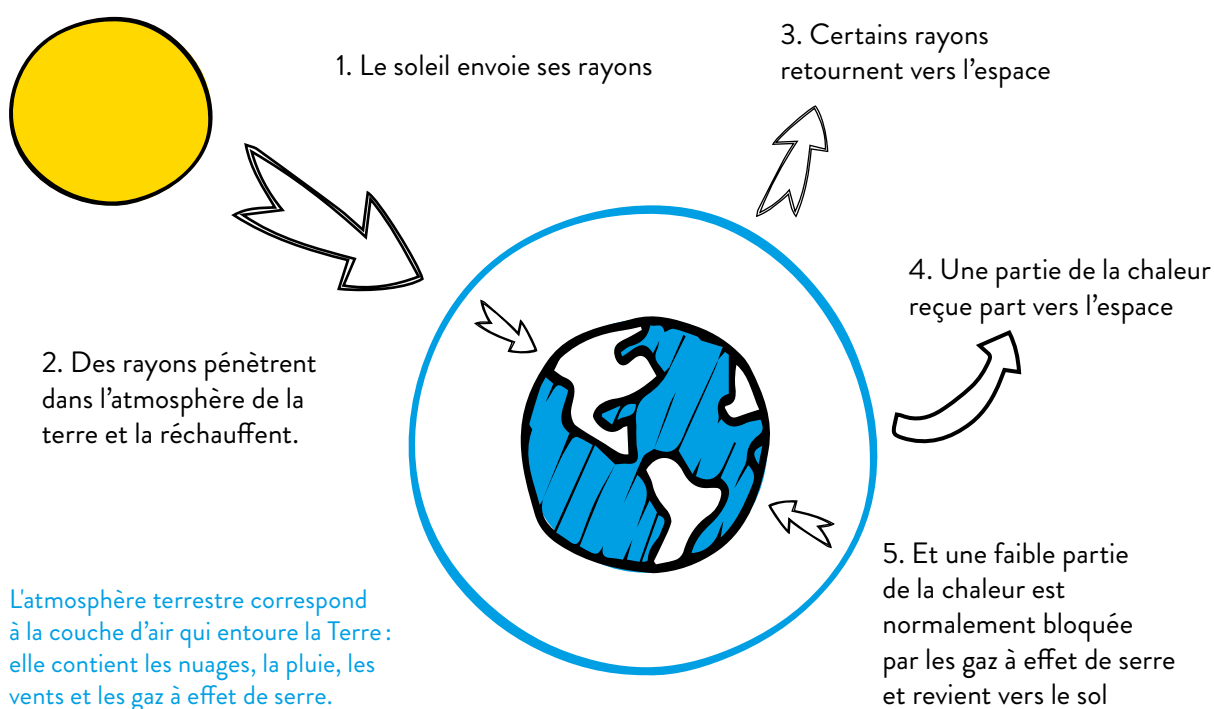 1. Le soleil envoie ses rayons
2. Des rayons pénètrent
dans l’atmosphère de la
terre et la réchauffent.
3. Certains rayons
retournent vers l’espace
4. Une partie de la chaleur
reçue part vers l’espace
5. Et une faible partie
de la chaleur est
normalement bloquée
par les gaz à effet de serre
et revient vers le sol
L'atmosphère terrestre correspond
à la couche d’air qui entoure la Terre :
elle contient les nuages, la pluie, les
vents et les gaz à effet de serre.